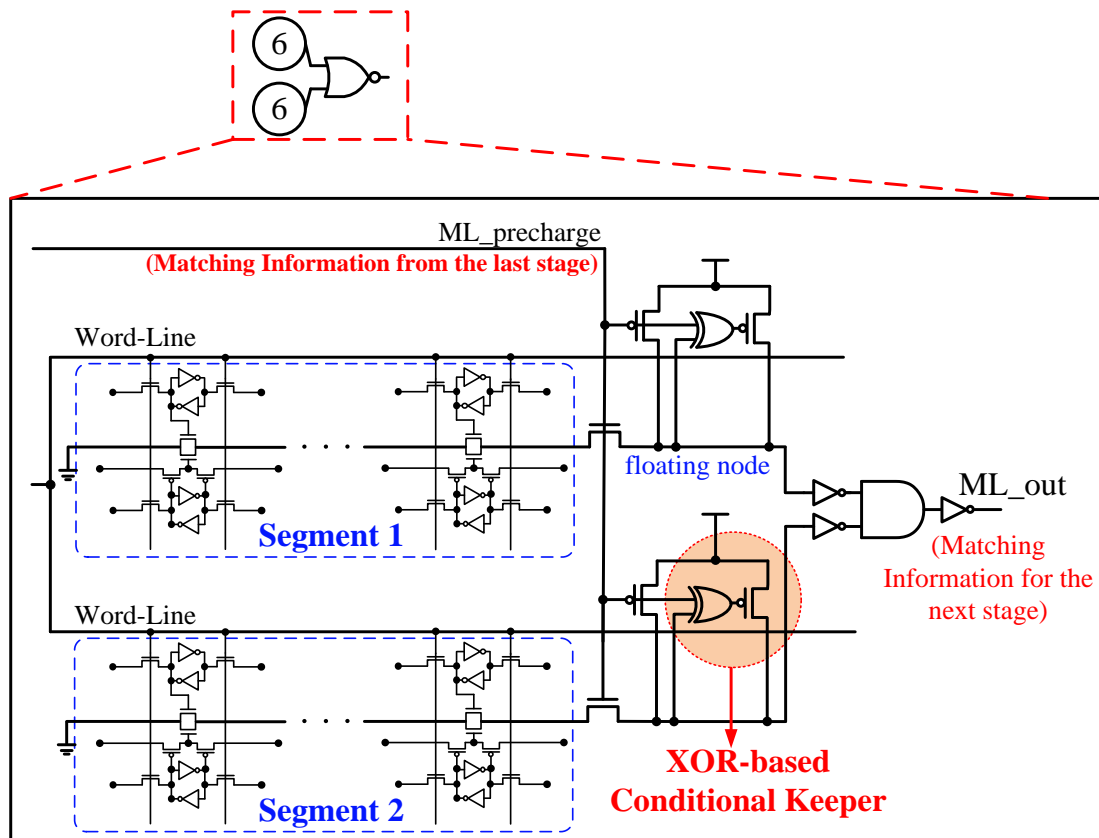 6
6
ML_precharge
(Matching Information from the last stage)
Word-Line
floating node
Segment 1
ML_out
(Matching
Information for the
next stage)
Word-Line
XOR-based
Conditional Keeper
Segment 2